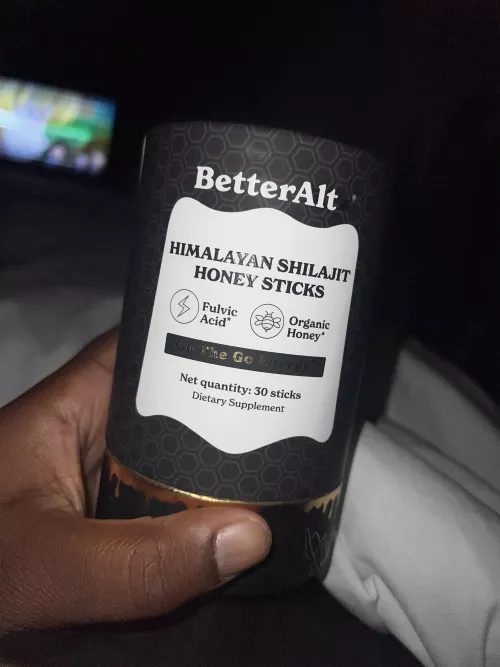 BetterAlt
HIMALAYAN SHILAJIT
HONEY STICKS
Fulvic
Acid*
Organic
Honey*
The Go
Net quantity: 30 sticks
Dietary Supplement